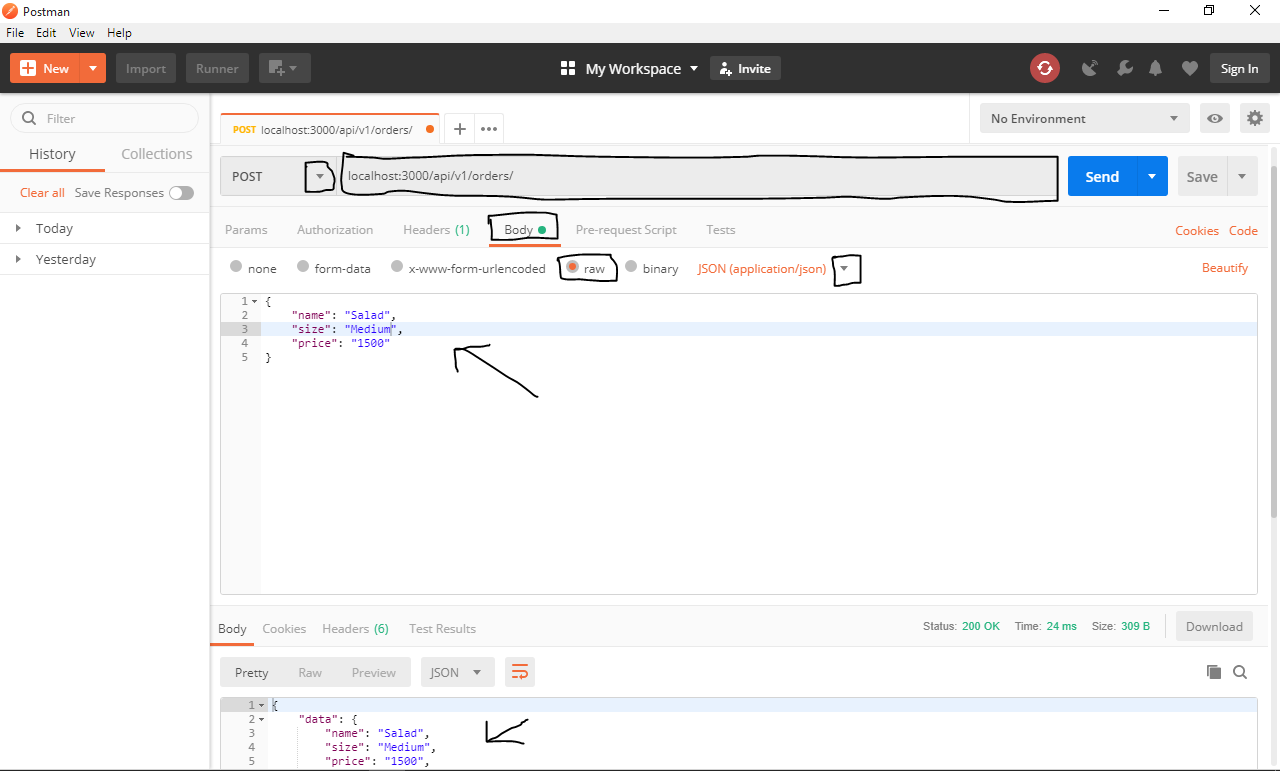 Postman
File Edit View Help
New Import Runner My Workspace Invite Sign In
Filter
History Collections
Clear all Save Responses
Today
Yesterday
POST localhost:3000/api/v1/orders/ + ••• No Environment
POST localhost:3000/api/v1/orders/ Send Save
Params Authorization Headers (1) Body Pre-request Script Tests Cookies Code
none form-data x-www-form-urlencoded raw binary JSON (application/json) Beautify
1 {
2 "name": "Salad",
3 "size": "Medium",
4 "price": "1500"
5 }
Body Cookies Headers (6) Test Results Status: 200 OK Time: 24 ms Size: 309 B Download
Pretty Raw Preview JSON
1 {
2 "data": {
3 "name": "Salad",
4 "size": "Medium",
5 "price": "1500",